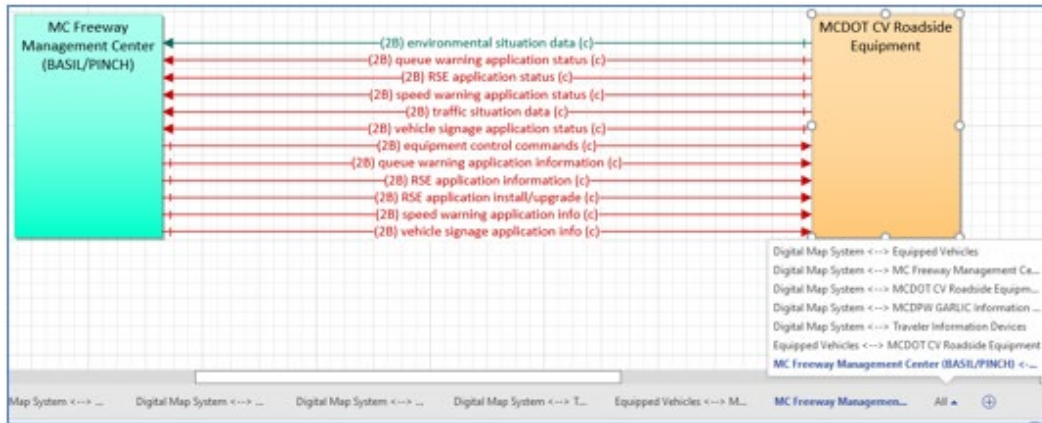 MC Freeway
Management Center
(BASIL/PINCH)
MCDOT CV Roadside
Equipment
(2B) environmental situation data (c)
(2B) queue warning application status (c)
(2B) RSE application status (c)
(2B) speed warning application status (c)
(2B) traffic situation data (c)
(2B) vehicle signage application status (c)
(2B) equipment control commands (c)
(2B) queue warning application information (c)
(2B) RSE application information (c)
(2B) RSE application install/upgrade (c)
(2B) speed warning application info (c)
(2B) vehicle signage application info (c)
Digital Map System <--> Equipped Vehicles
Digital Map System <--> MC Freeway Management Ce...
Digital Map System <--> MCDOT CV Roadside Equipm...
Digital Map System <--> MCDPW GARLIC Information ...
Digital Map System <--> Traveler Information Devices
Equipped Vehicles <--> MCDOT CV Roadside Equipment
MC Freeway Management Center (BASIL/PINCH) <-...
Map System <--> ... Digital Map System <--> ... Digital Map System <--> ... Digital Map System <--> T... Equipped Vehicles <--> M... MC Freeway Managemen... All